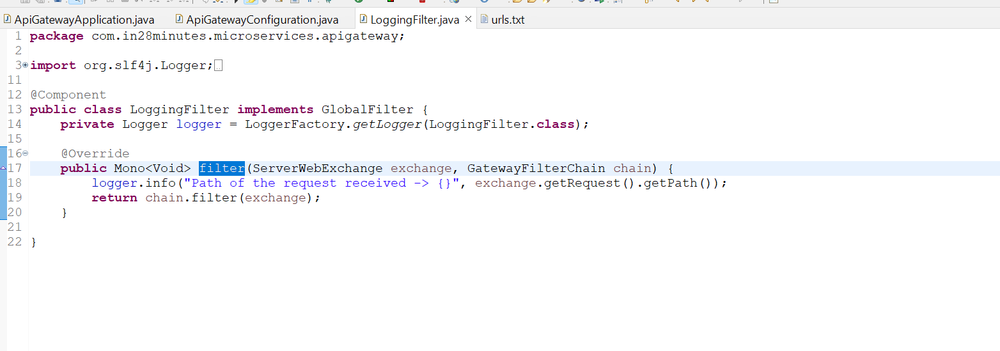 ApiGatewayApplication.java ApiGatewayConfiguration.java LoggingFilter.java urls.txt
1 package com.in28minutes.microservices.apigateway;
2
3 import org.slf4j.Logger;
11
12 @Component
13 public class LoggingFilter implements GlobalFilter {
14 private Logger logger = LoggerFactory.getLogger(LoggingFilter.class);
15
16 @Override
17 public Mono<Void> filter(ServerWebExchange exchange, GatewayFilterChain chain) {
18 logger.info("Path of the request received -> {}", exchange.getRequest().getPath());
19 return chain.filter(exchange);
20 }
21
22 }